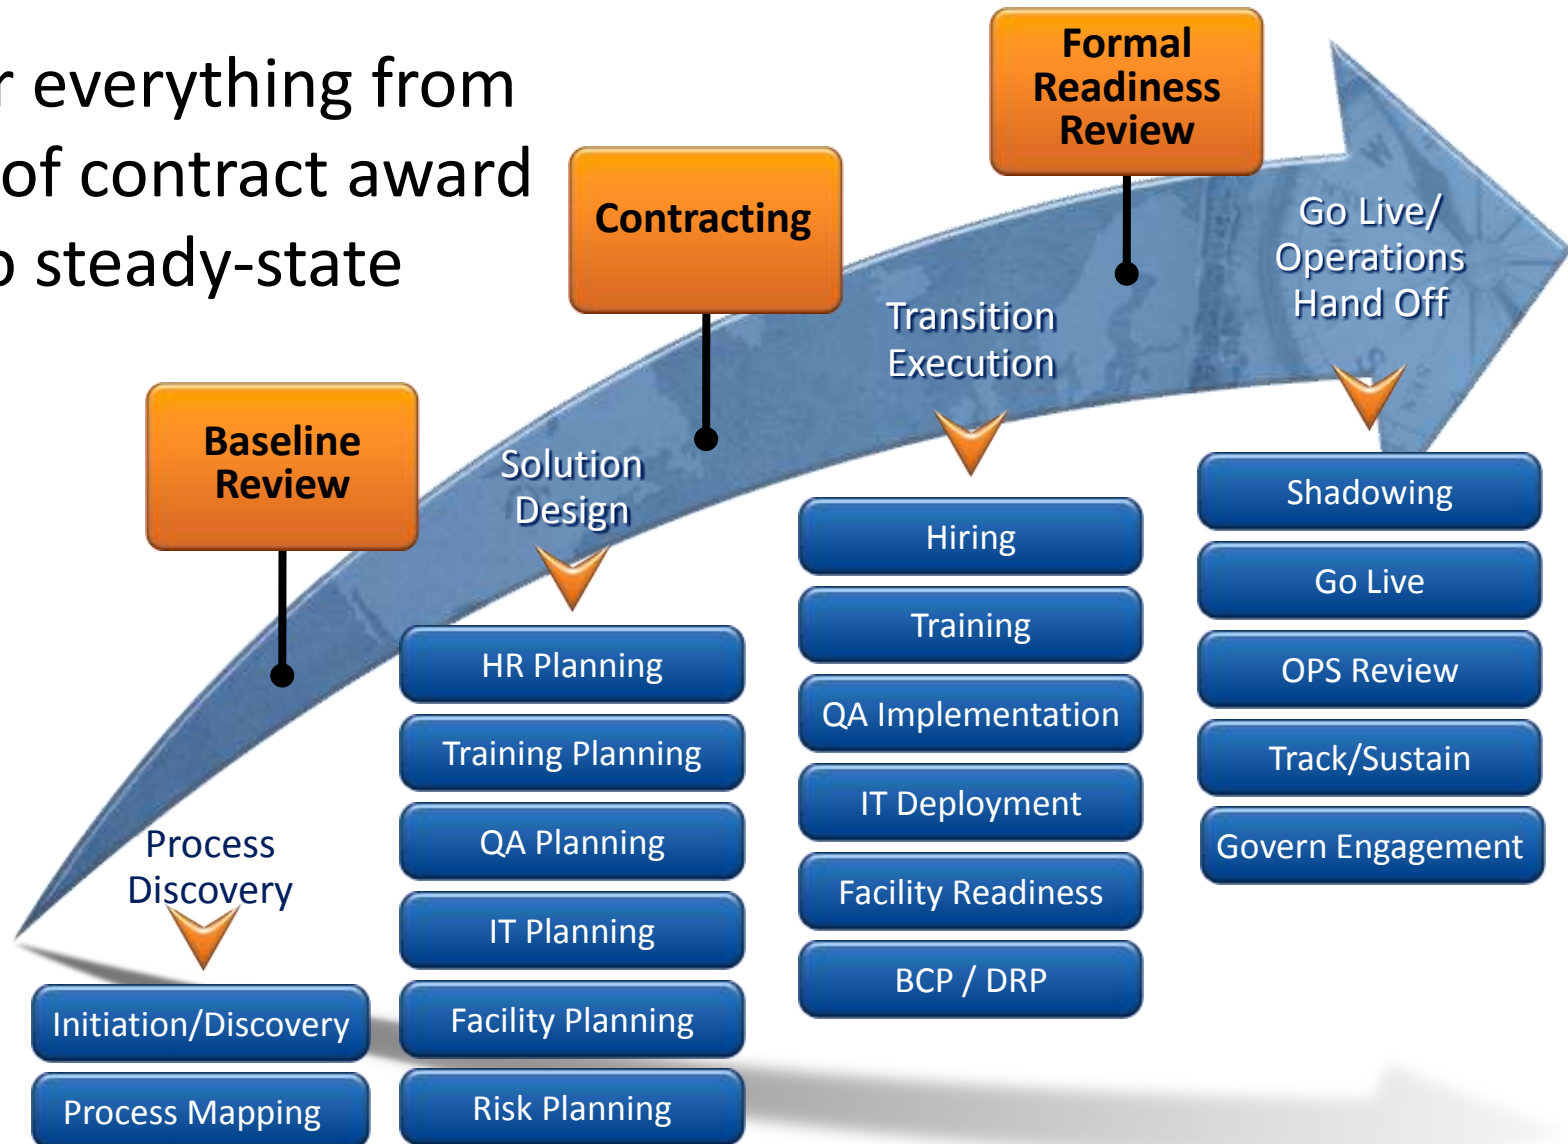 r everything from
of contract award
o steady-state
Baseline
Review
Contracting
Formal
Readiness
Review
Process
Discovery
Initiation/Discovery
Process Mapping
Solution
Design
HR Planning
Training Planning
QA Planning
IT Planning
Facility Planning
Risk Planning
Transition
Execution
Hiring
Training
QA Implementation
IT Deployment
Facility Readiness
BCP / DRP
Go Live/
Operations
Hand Off
Shadowing
Go Live
OPS Review
Track/Sustain
Govern Engagement
W
S